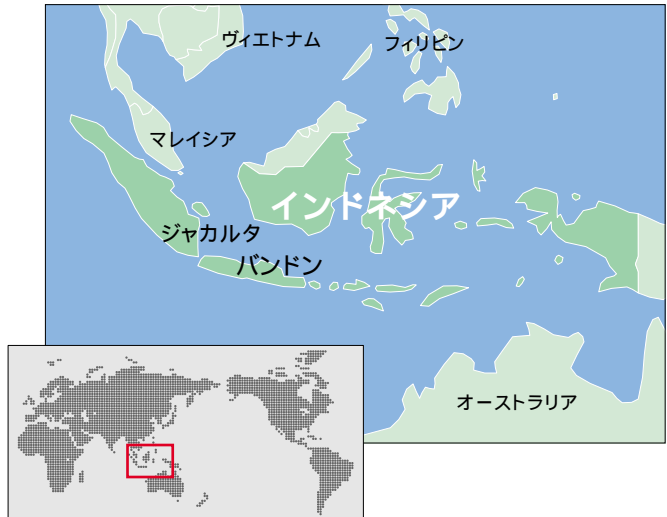 ヴィエトナム
フィリピン
マレイシア
インドネシア
ジャカルタ
バンドン
オーストラリア